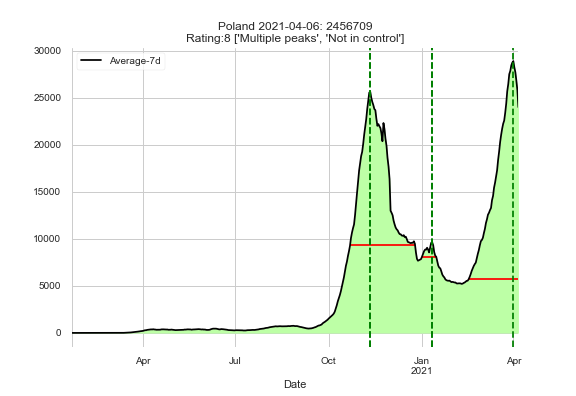 Poland 2021-04-06: 2456709
Rating:8 ['Multiple peaks', 'Not in control']
Average-7d
30000
25000
20000
15000
10000
5000
0
Apr
Jul
Oct
Jan
2021
Apr
Date